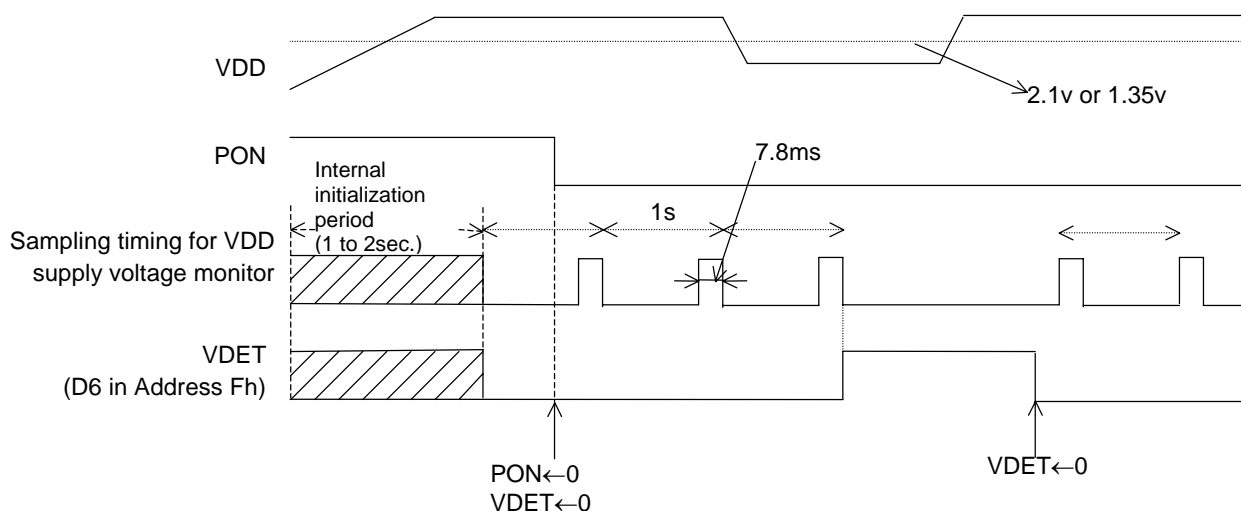 VDD
2.1v or 1.35v
PON
7.8ms
Internal
initialization
period
(1 to 2sec.)
1s
Sampling timing for VDD
supply voltage monitor
VDET
(D6 in Address Fh)
PON←0
VDET←0
VDET←0